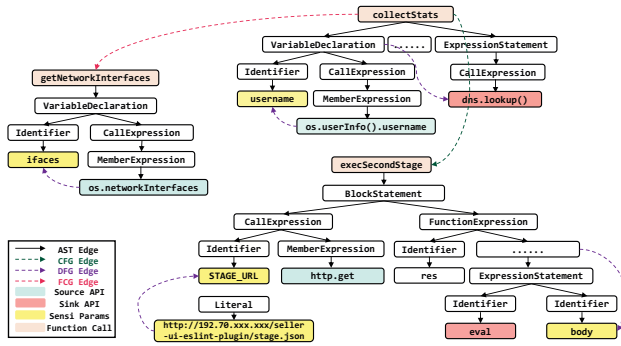 collectStats
VariableDeclaration
......
ExpressionStatement
getNetworkInterfaces
Identifier
CallExpression
CallExpression
VariableDeclaration
username
MemberExpression
dns.lookup()
Identifier
CallExpression
os.userInfo().username
ifaces
MemberExpression
execSecondStage
os.networkInterfaces
BlockStatement
CallExpression
FunctionExpression
Identifier
MemberExpression
Identifier
.....
STAGE_URL
http.get
res
ExpressionStatement
Literal
Identifier
Identifier
http://192.70.xxx.xxx/seller
-ui-eslint-plugin/stage.json
eval
body
AST Edge
CFG Edge
DFG Edge
FCG Edge
Source API
Sink API
Sensi Params
Function Call